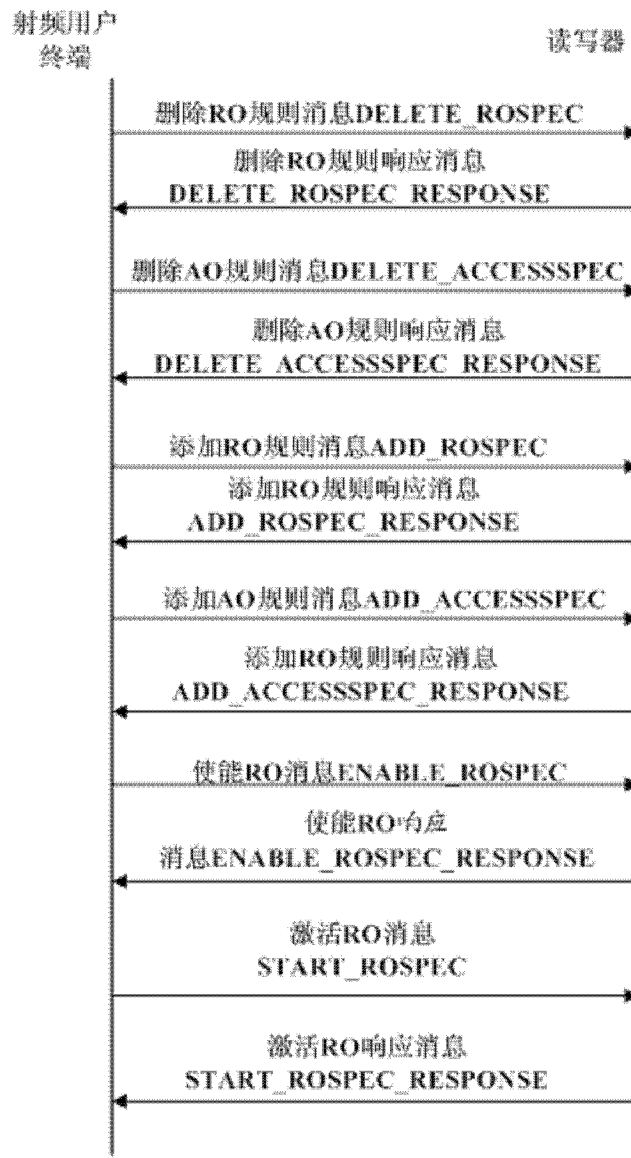 射频用户
终端
读写器
删除RO规则消息DELETE_ROSPEC
删除RO规则响应消息
DELETE_ROSPEC_RESPONSE
删除AO规则消息DELETE_ACCESSSPEC
删除AO规则响应消息
DELETE_ACCESSSPEC_RESPONSE
添加RO规则消息ADD_ROSPEC
添加RO规则响应消息
ADD_ROSPEC_RESPONSE
添加AO规则消息ADD_ACCESSSPEC
添加RO规则响应消息
ADD_ACCESSSPEC_RESPONSE
使能RO消息ENABLE_ROSPEC
使能RO
消息ENABLE_ROSPEC_RESPONSE
激活RO消息
START_ROSPEC
激活RO响应消息
START_ROSPEC_RESPONSE